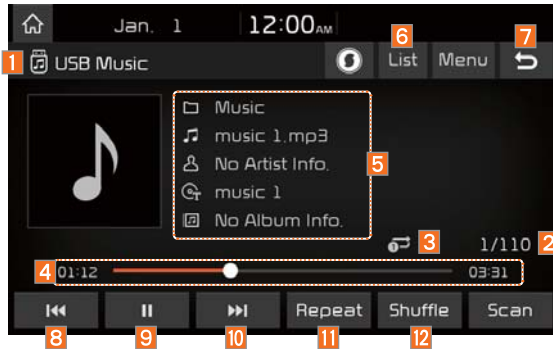 Jan. 1 12:00 AM
6 7
1 USB Music List Menu
Music
music 1.mp3
No Artist Info. 5
music 1
No Album Info.
3 1/110 2
4 01:12 03:31
Repeat Shuffle Scan
8 9 10 11 12